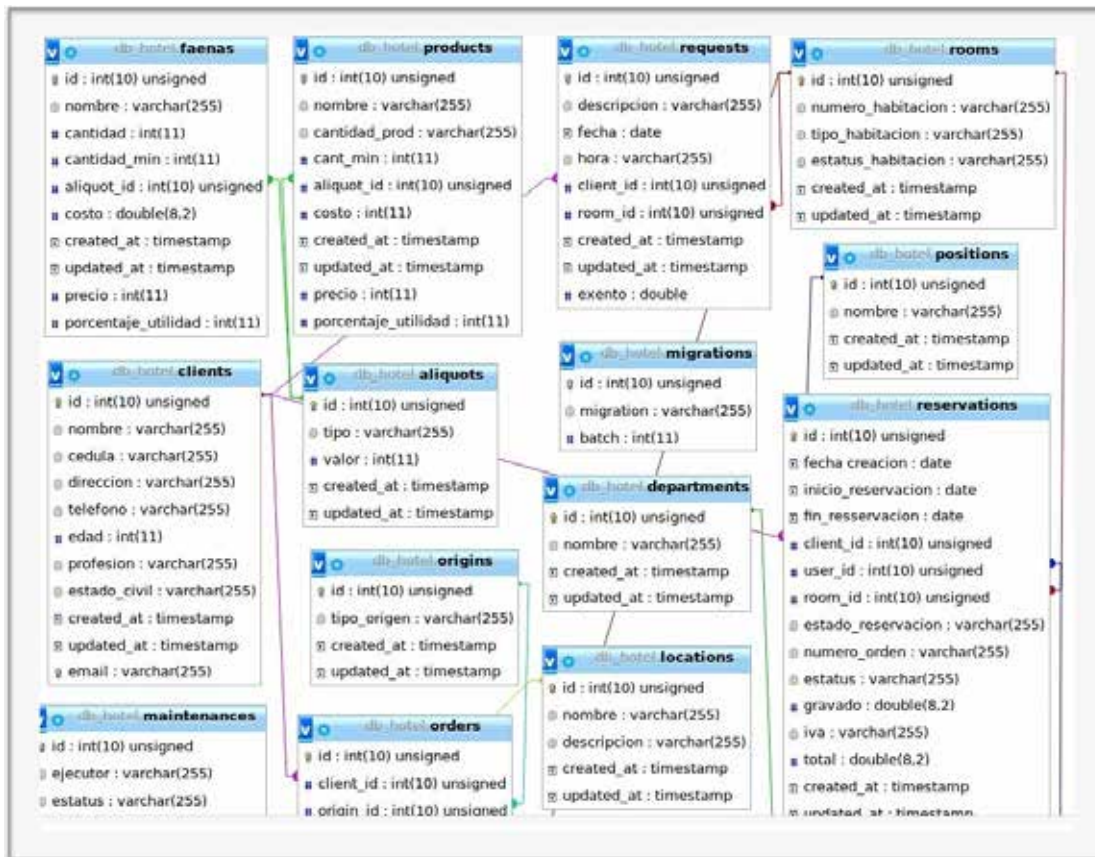 db_hotel.faenas
id : int(10) unsigned
nombre : varchar(255)
cantidad : int(11)
cantidad_min : int(11)
aliquot_id : int(10) unsigned
costo : double(8,2)
created_at : timestamp
updated_at : timestamp
precio : int(11)
porcentaje_utilidad : int(11)
db_hotel.products
id : int(10) unsigned
nombre : varchar(255)
cantidad_prod : varchar(255)
cant_min : int(11)
aliquot_id : int(10) unsigned
costo : int(11)
created_at : timestamp
updated_at : timestamp
precio : int(11)
porcentaje_utilidad : int(11)
db_hotel.requests
id : int(10) unsigned
descripcion : varchar(255)
fecha : date
hora : varchar(255)
client_id : int(10) unsigned
room_id : int(10) unsigned
created_at : timestamp
updated_at : timestamp
exento : double
db_hotel.rooms
id : int(10) unsigned
numero_habitacion : varchar(255)
tipo_habitacion : varchar(255)
estatus_habitacion : varchar(255)
created_at : timestamp
updated_at : timestamp
db_hotel.positions
id : int(10) unsigned
nombre : varchar(255)
created_at : timestamp
updated_at : timestamp
db_hotel.clients
id : int(10) unsigned
nombre : varchar(255)
cedula : varchar(255)
direccion : varchar(255)
telefono : varchar(255)
edad : int(11)
profesion : varchar(255)
estado_civil : varchar(255)
created_at : timestamp
updated_at : timestamp
email : varchar(255)
db_hotel.aliquots
id : int(10) unsigned
tipo : varchar(255)
valor : int(11)
created_at : timestamp
updated_at : timestamp
db_hotel.migrations
id : int(10) unsigned
migration : varchar(255)
batch : int(11)
db_hotel.reservations
id : int(10) unsigned
fecha creacion : date
inicio_reservacion : date
fin_resservacion : date
client_id : int(10) unsigned
user_id : int(10) unsigned
room_id : int(10) unsigned
estado_reservacion : varchar(255)
numero_orden : varchar(255)
estatus : varchar(255)
gravado : double(8,2)
iva : varchar(255)
total : double(8,2)
created_at : timestamp
updated_at : timestamp
db_hotel.departments
id : int(10) unsigned
nombre : varchar(255)
created_at : timestamp
updated_at : timestamp
db_hotel.origins
id : int(10) unsigned
tipo_origen : varchar(255)
created_at : timestamp
updated_at : timestamp
db_hotel.locations
id : int(10) unsigned
nombre : varchar(255)
descripcion : varchar(255)
created_at : timestamp
updated_at : timestamp
db_hotel.maintenances
id : int(10) unsigned
ejecutor : varchar(255)
estatus : varchar(255)
db_hotel.orders
id : int(10) unsigned
client_id : int(10) unsigned
origin_id : int(10) unsigned